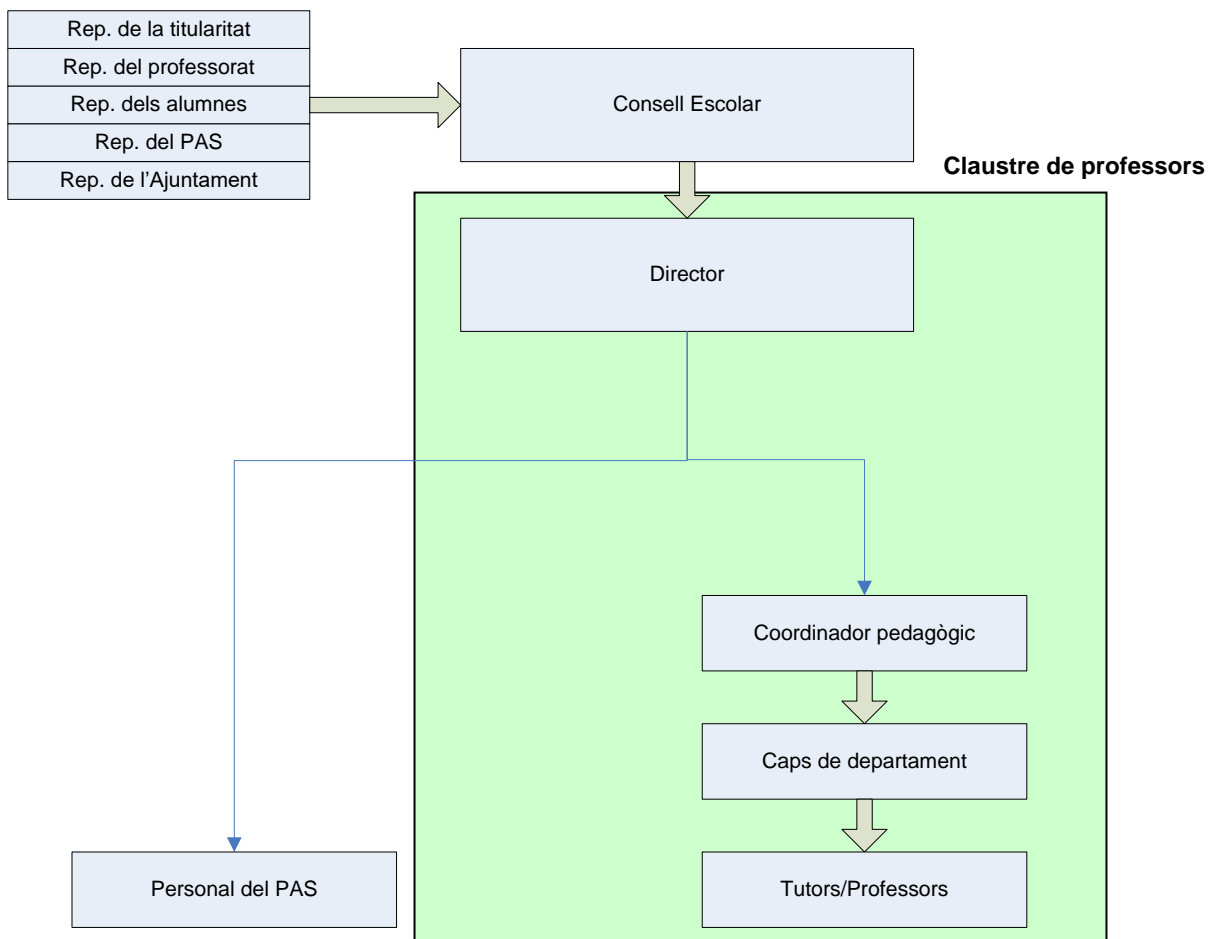 Rep. de la titularitat
Rep. del professorat
Rep. dels alumnes
Rep. del PAS
Rep. de l’Ajuntament
Consell Escolar
Claustre de professors
Director
Coordinador pedagògic
Caps de departament
Personal del PAS
Tutors/Professors